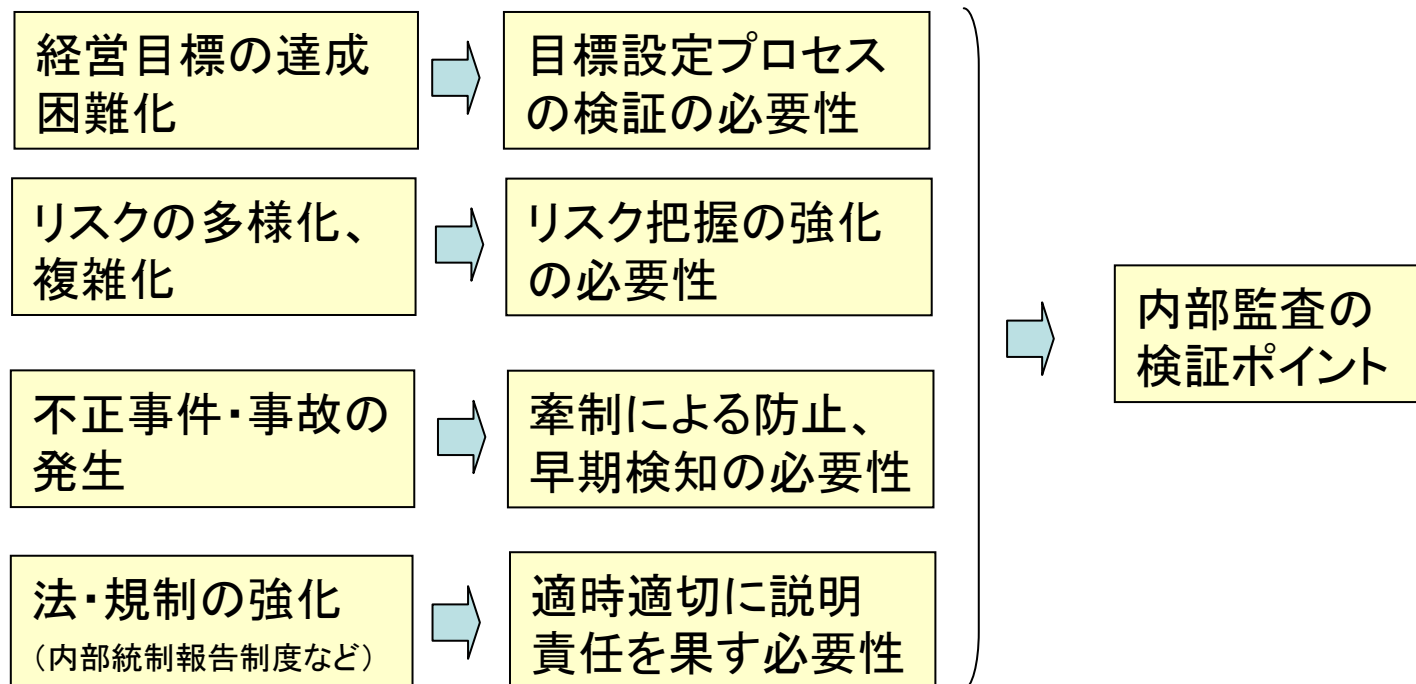 経営目標の達成
困難化
目標設定プロセス
の検証の必要性
リスクの多様化、
複雑化
リスク把握の強化
の必要性
不正事件・事故の
発生
牽制による防止、
早期検知の必要性
法・規制の強化
（内部統制報告制度など）
適時適切に説明
責任を果す必要性
内部監査の
検証ポイント